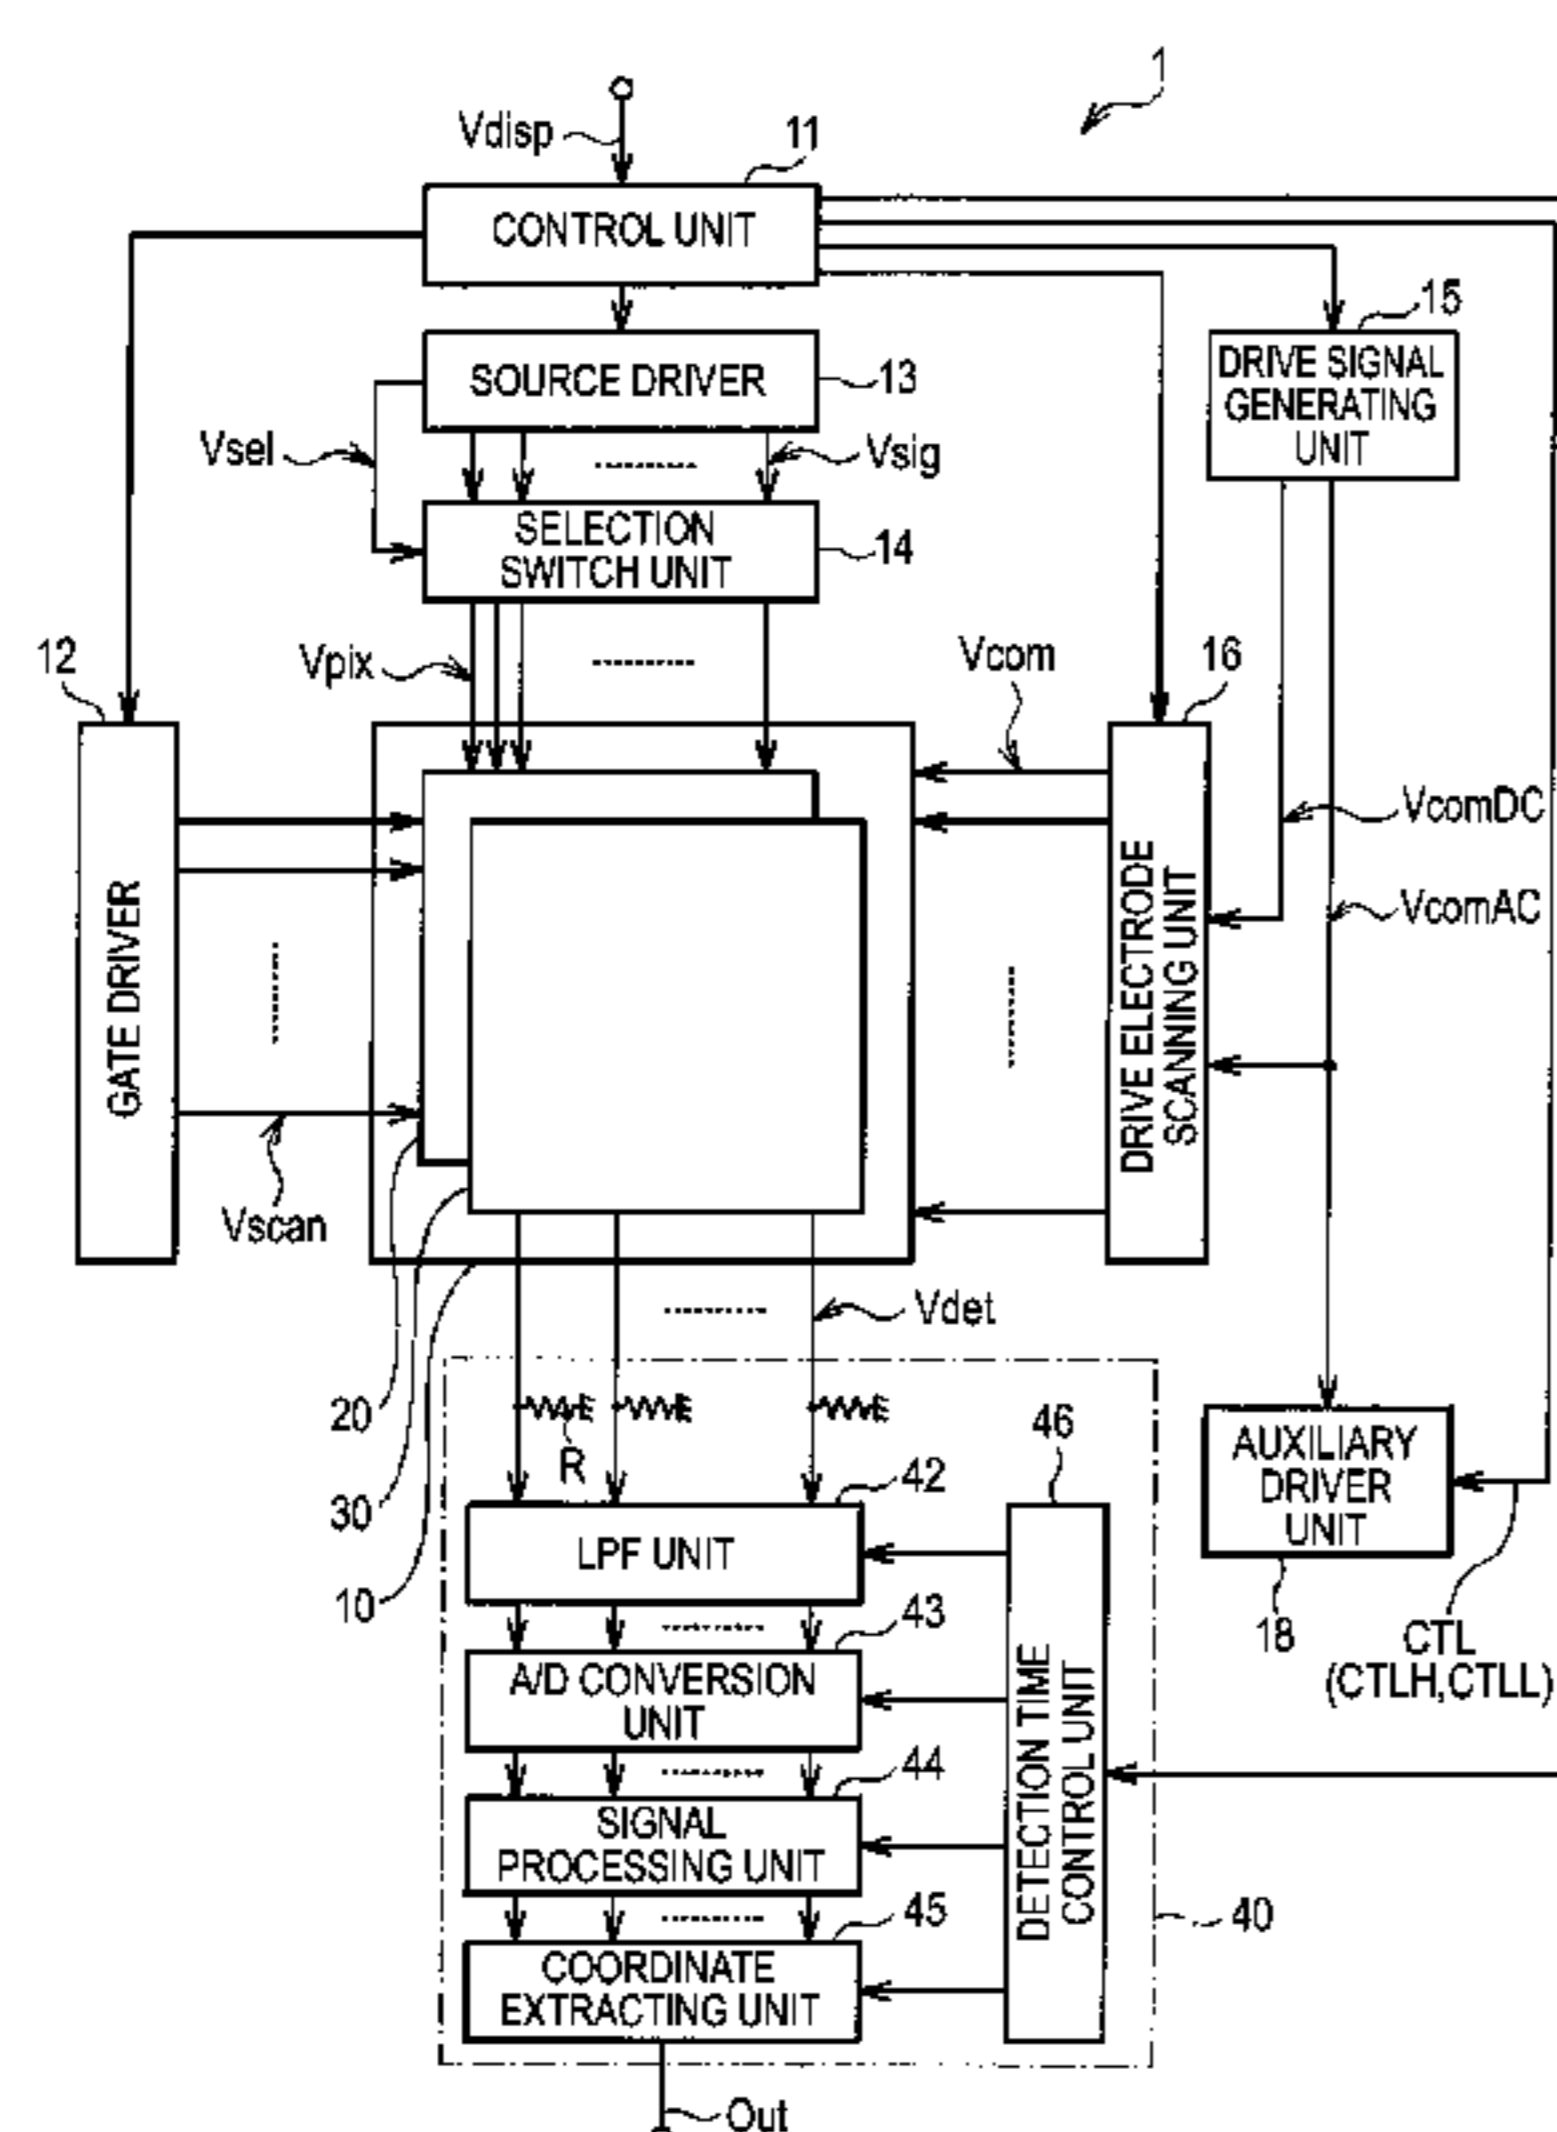 1
Vdisp
11
CONTROL UNIT
15
SOURCE DRIVER
13
DRIVE SIGNAL
GENERATING
UNIT
Vsel
Vsig
SELECTION
SWITCH UNIT
14
12
Vpix
Vcom
16
VcomDC
VcomAC
GATE DRIVER
DRIVE ELECTRODE
SCANNING UNIT
Vscan
Vdet
20
R
46
AUXILIARY
DRIVER
UNIT
42
30
LPF UNIT
10
43
18
CTL
(CTLH,CTLL)
A/D CONVERSION
UNIT
DETECTION TIME
CONTROL UNIT
44
SIGNAL
PROCESSING UNIT
45
40
COORDINATE
EXTRACTING UNIT
Out